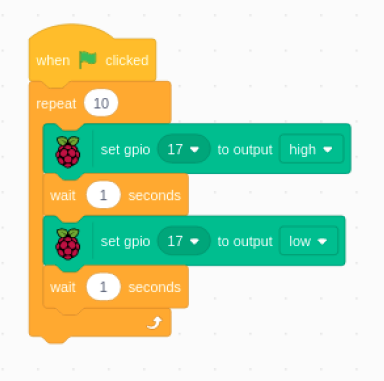 when clicked
repeat 10
set gpio 17 to output high
wait 1 seconds
set gpio 17 to output low
wait 1 seconds